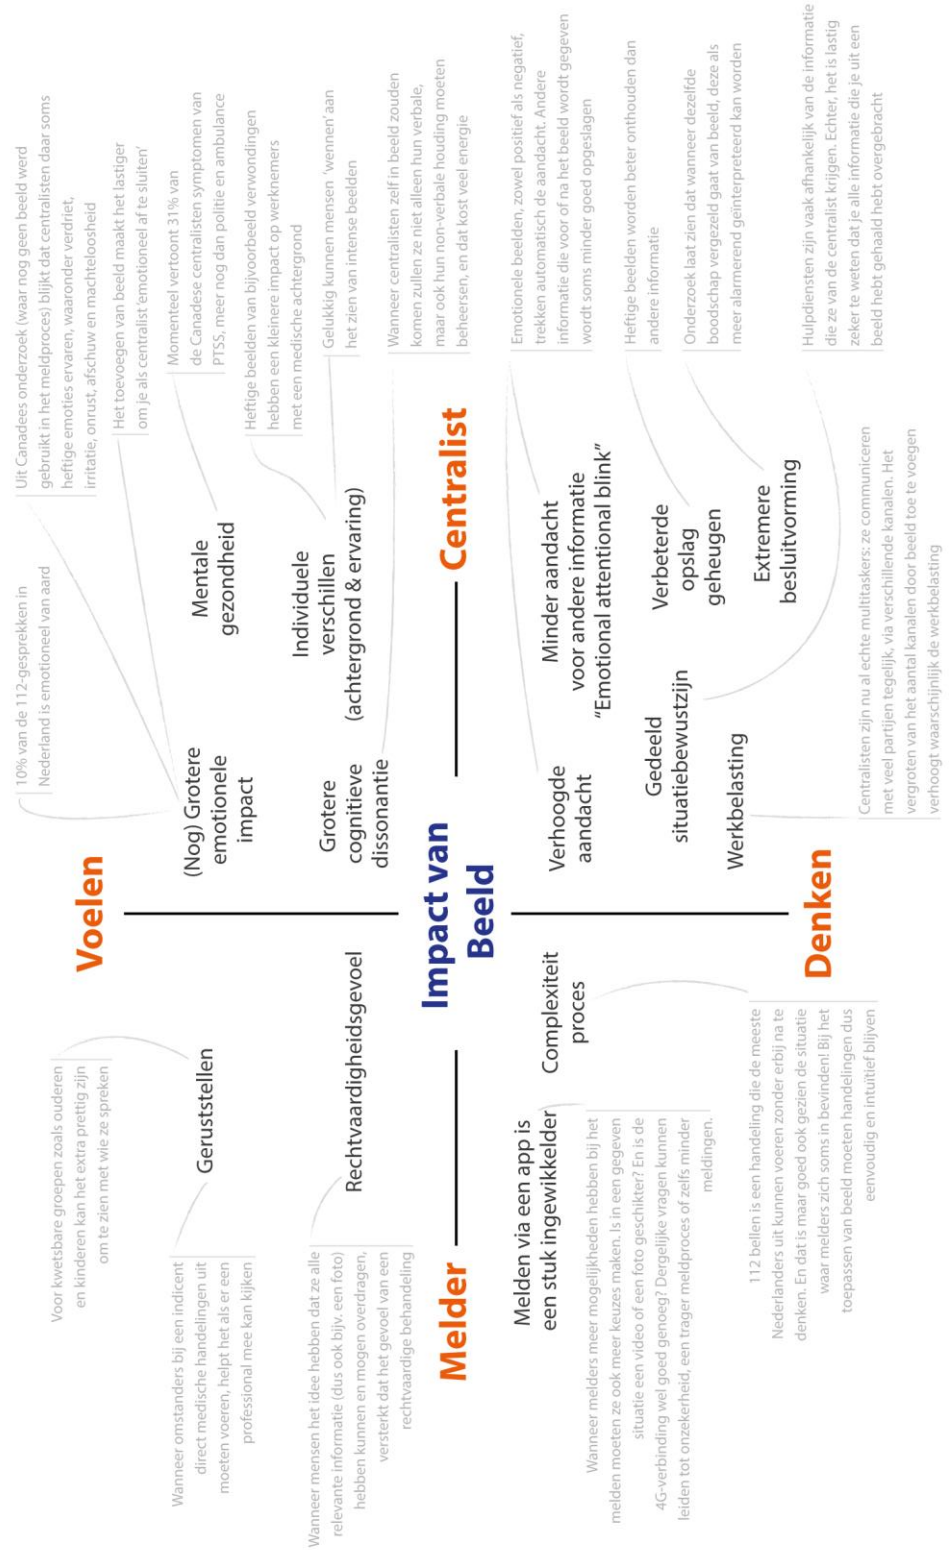 Voelen
Voor kwetsbare groepen zoals ouderen
en kinderen kan het extra prettig zijn
om te zien met wie ze spreken
Geruststellen
Wanneer omstanders bij een indicent
direct medische handelingen uit
moeten voeren, helpt het als er een
professional mee kan kijken
Rechtvaardigheidsgevoel
Wanneer mensen het idee hebben dat ze alle
relevante informatie (dus ook bijv. een foto)
hebben kunnen en mogen overdragen,
versterkt dat het gevoel van een
rechtvaardige behandeling
10% van de 112-gesprekken in
Nederland is emotioneel van aard
(Nog) Grotere
emotionele
impact
Uit Canadees onderzoek (waar nog geen beeld werd
gebruikt in het meldproces) blijkt dat centralisten daar soms
heftige emoties ervaren, waaronder verdriet,
irritatie, onrust, afschuw en machteloosheid
Het toevoegen van beeld maakt het lastiger
om je als centralist ‘emotioneel af te sluiten’
Mentale
gezondheid
Momenteel vertoont 31% van
de Canadese centralisten symptomen van
PTSS, meer nog dan politie en ambulance
Individuele
verschillen
(achtergrond & ervaring)
Heftige beelden van bijvoorbeeld verwondingen
hebben een kleinere impact op werknemers
met een medische achtergrond
Gelukkig kunnen mensen ‘wennen’ aan
het zien van intense beelden
Grotere
cognitieve
dissonantie
Wanneer centralisten zelf in beeld zouden
komen zullen ze niet alleen hun verbale,
maar ook hun non-verbale houding moeten
beheersen, en dat kost veel energie
Melder
Impact van
Beeld
Centralist
Melden via een app is
een stuk ingewikkelder
Wanneer melders meer mogelijkheden hebben bij het
melden moeten ze ook meer keuzes maken. Is in een gegeven
situatie een video of een foto geschikter? En is de
4G-verbinding wel goed genoeg? Dergelijke vragen kunnen
leiden tot onzekerheid, een trager meldproces of zelfs minder
meldingen.
Complexiteit
proces
112 bellen is een handeling die de meeste
Nederlanders uit kunnen voeren zonder erbij na te
denken. En dat is maar goed ook gezien de situatie
waar melders zich soms in bevinden! Bij het
toepassen van beeld moeten handelingen dus
eenvoudig en intuïtief blijven
Verhoogde
aandacht
Emotionele beelden, zowel positief als negatief,
trekken automatisch de aandacht. Andere
informatie die voor of na het beeld wordt gegeven
wordt soms minder goed opgeslagen
Minder aandacht
voor andere informatie
“Emotional attentional blink”
Verbeterde
opslag
geheugen
Heftige beelden worden beter onthouden dan
andere informatie
Extremere
besluitvorming
Onderzoek laat zien dat wanneer dezelfde
boodschap vergezeld gaat van beeld, deze als
meer alarmerend geïnterpreteerd kan worden
Gedeeld
situatiebewustzijn
Hulpdiensten zijn vaak afhankelijk van de informatie
die ze van de centralist krijgen. Echter, het is lastig
zeker te weten dat je alle informatie die je uit een
beeld hebt gehaald hebt overgebracht
Werkbelasting
Centralisten zijn nu al echte multitaskers: ze communiceren
met veel partijen tegelijk, via verschillende kanalen. Het
vergroten van het aantal kanalen door beeld toe te voegen
verhoogt waarschijnlijk de werkbelasting
Denken